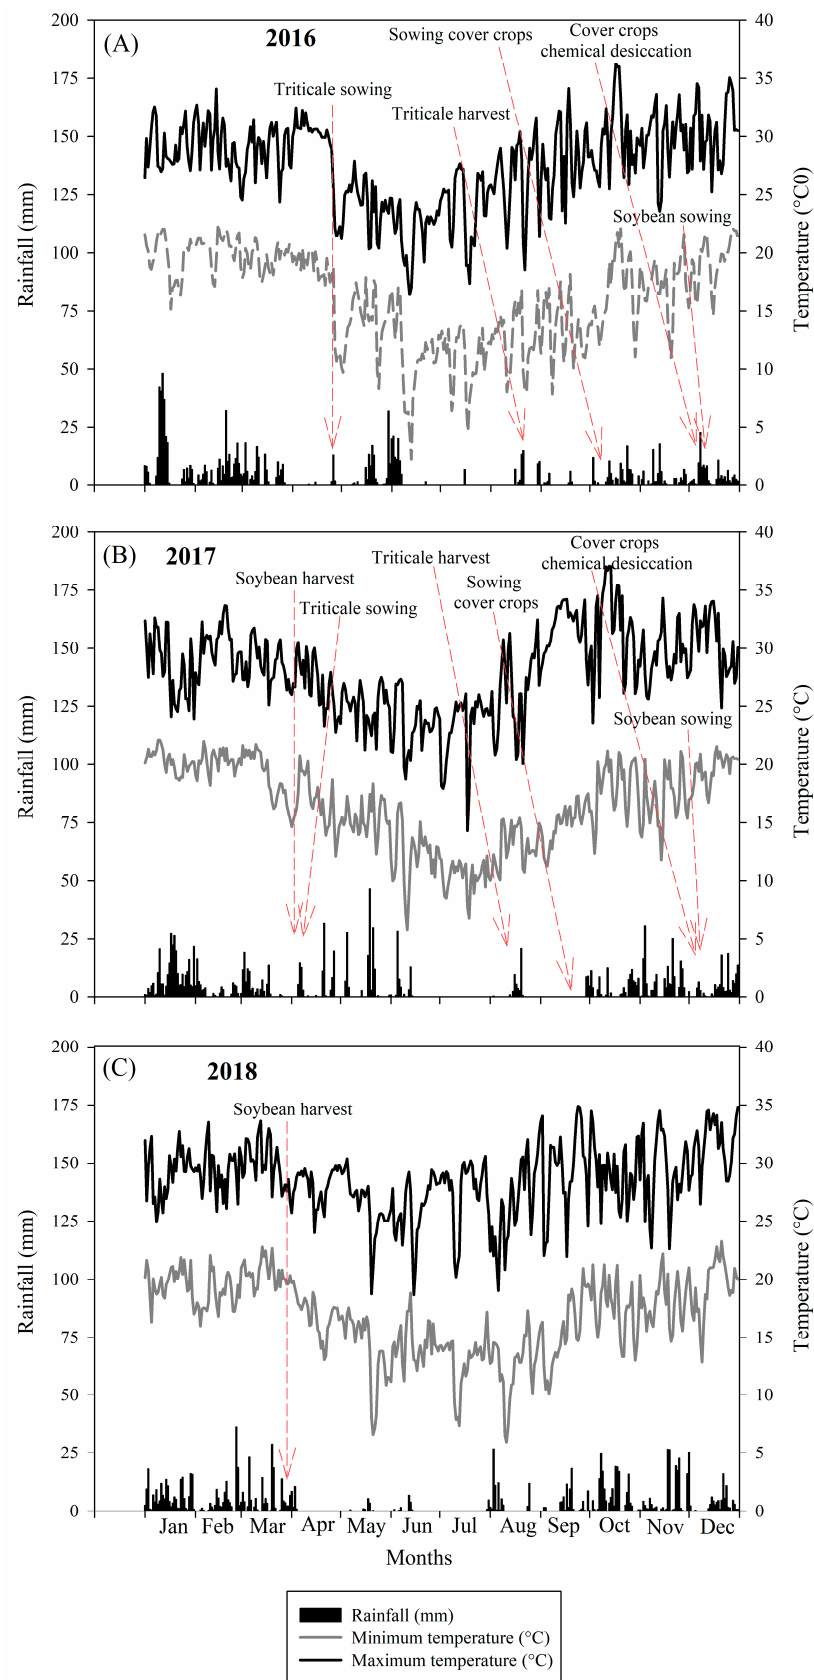 (A)
2016
Sowing cover crops
Cover crops
chemical desiccation
Triticale sowing
Triticale harvest
Soybean sowing
200
175
150
125
100
75
50
25
0
Rainfall (mm)
40
35
30
25
20
15
10
5
0
Temperature (°C0)
(B)
2017
Triticale harvest
Cover crops
chemical desiccation
Soybean harvest
Sowing
cover crops
Triticale sowing
Soybean sowing
200
175
150
125
100
75
50
25
0
Rainfall (mm)
40
35
30
25
20
15
10
5
0
Temperature (°C)
(C)
2018
Soybean harvest
200
175
150
125
100
75
50
25
0
Rainfall (mm)
40
35
30
25
20
15
10
5
0
Temperature (°C)
Jan Feb Mar Apr May Jun Jul Aug Sep Oct Nov Dec
Months
Rainfall (mm)
Minimum temperature (°C)
Maximum temperature (°C)